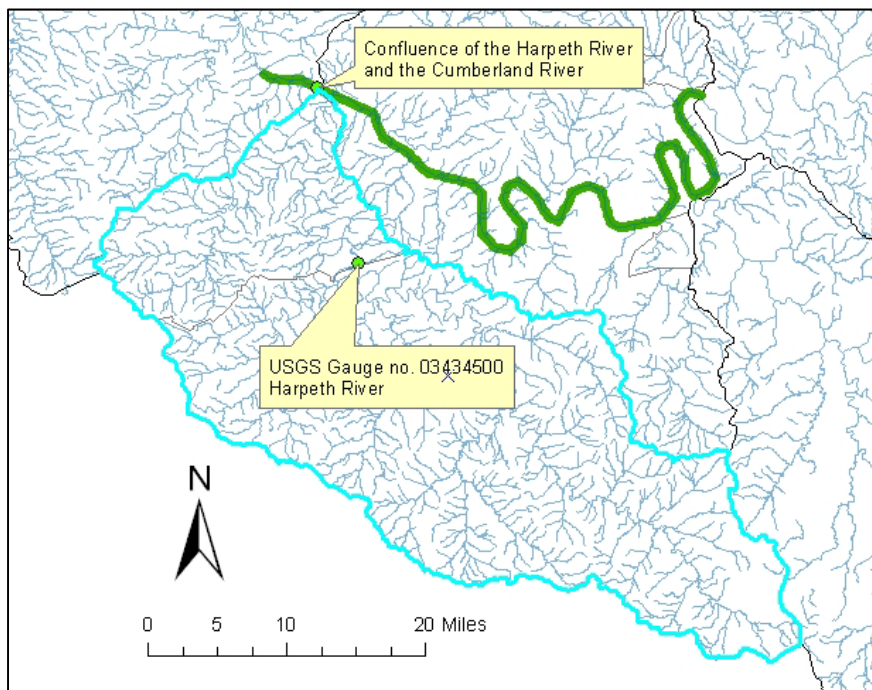 Confluence of the Harpeth River
and the Cumberland River
USGS Gauge no. 03434500
Harpeth River
N
0 5 10 20 Miles